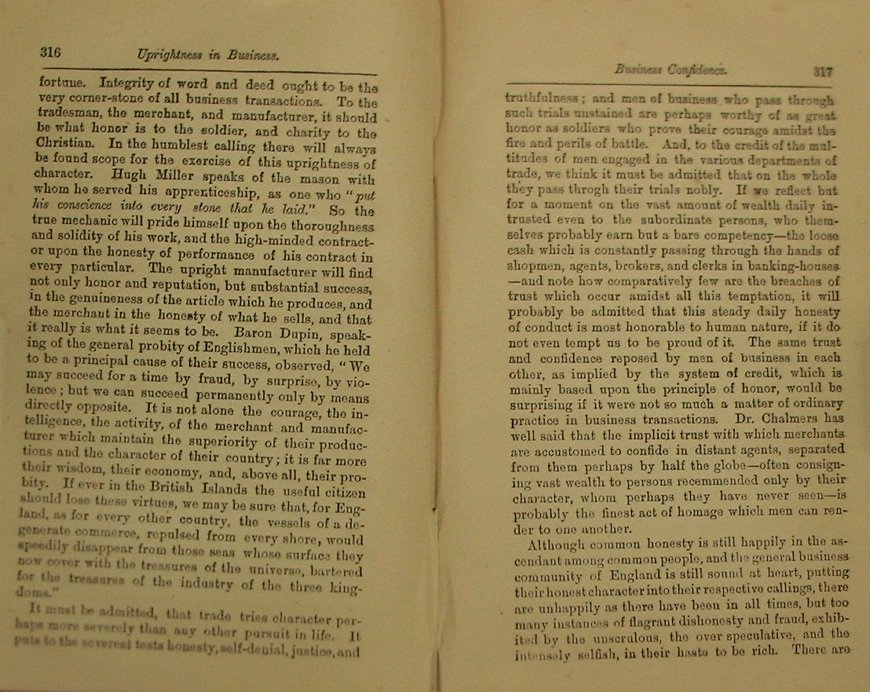 316 Uprightness in Business.
fortune. Integrity of word and deed ought to be the
very corner-stone of all business transactions. To the
tradesman, the merchant, and manufacturer, it should
be what honor is to the soldier, and charity to the
Christian. In the humblest calling there will always
be found scope for the exercise of this uprightness of
character. Hugh Miller speaks of the mason with
whom he served his apprenticeship, as one who "put
his conscience into every stone that he laid." So the
true mechanic will pride himself upon the thoroughness
and solidity of his work, and the high-minded contract-
or upon the honesty of performance of his contract in
every particular. The upright manufacturer will find
not only honor and reputation, but substantial success,
in the genuineness of the article which he produces, and
the merchant in the honesty of what he sells, and that
it really is what it seems to be. Baron Dupin, speak-
ing of the general probity of Englishmen, which he held
to be a principal cause of their success, observed, "We
may succeed for a time by fraud, by surprise, by vio-
lence; but we can succeed permanently only by means
directly opposite. It is not alone the courage, the in-
telligence, the activity, of the merchant and manufac-
turer which maintain the superiority of their produc-
tions and the character of their country; it is far more
their wisdom, their economy, and, above all, their pro-
bity. If ever in the British Islands the useful citizen
should lose these virtues, we may be sure that, for Eng-
land, as for every other country, the vessels of a de-
generate commerce, repulsed from every shore, would
speedily disappear from those seas whose surface they
now cover with the treasures of the universe, bartered
for the treasures of the industry of the three king-
doms."
It must be admitted, that trade tries character per-
haps more severely than any other pursuit in life. It
puts to the severest tests honesty, self-denial, justice, and
Business Confidence. 317
truthfulness; and men of business who pass through
such trials unstained are perhaps worthy of as great
honor as soldiers who prove their courage amidst the
fire and perils of battle. And, to the credit of the mul-
titudes of men engaged in the various departments of
trade, we think it must be admitted that on the whole
they pass throgh their trials nobly. If we reflect but
for a moment on the vast amount of wealth daily in-
trusted even to the subordinate persons, who them-
selves probably earn but a bare competency—the loose
cash which is constantly passing through the hands of
shopmen, agents, brokers, and clerks in banking-houses
—and note how comparatively few are the breaches of
trust which occur amidst all this temptation, it will
probably be admitted that this steady daily honesty
of conduct is most honorable to human nature, if it do
not even tempt us to be proud of it. The same trust
and confidence reposed by men of business in each
other, as implied by the system of credit, which is
mainly based upon the principle of honor, would be
surprising if it were not so much a matter of ordinary
practice in business transactions. Dr. Chalmers has
well said that the implicit trust with which merchants
are accustomed to confide in distant agents, separated
from them perhaps by half the globe—often consign-
ing vast wealth to persons recommended only by their
character, whom perhaps they have never seen—is
probably the finest act of homage which men can ren-
der to one another.
Although common honesty is still happily in the as-
cendant among common people, and the general business
community of England is still sound at heart, putting
their honest character into their respective callings, there
are unhappily as there have been in all times, but too
many instances of flagrant dishonesty and fraud, exhib-
ited by the unsculous, the over speculative, and the
intensely selfish, in their haste to be rich. There are